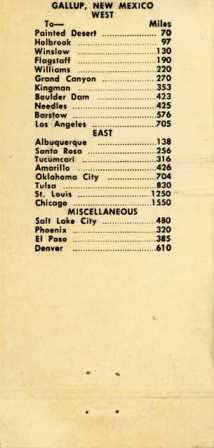 GALLUP, NEW MEXICO
WEST
To— Miles
Painted Desert 70
Holbrook 97
Winslow 130
Flagstaff 190
Williams 220
Grand Canyon 270
Kingman 353
Boulder Dam 423
Needles 425
Barstow 576
Los Angeles 705
EAST
Albuquerque 138
Santa Rosa 256
Tucumcari 316
Amarillo 426
Oklahoma City 704
Tulsa 830
St. Louis 1250
Chicago 1550
MISCELLANEOUS
Salt Lake City 480
Phoenix 320
El Paso 385
Denver 610